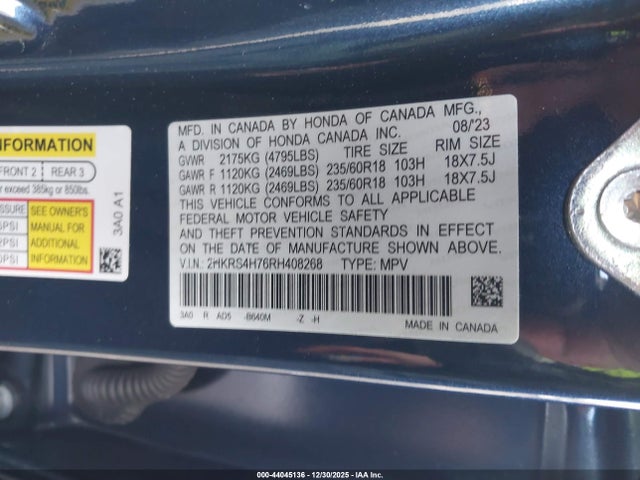 MFD. IN CANADA BY HONDA OF CANADA MFG.,
A DIVISION OF HONDA CANADA INC. 08/'23
GVWR 2175KG (4795LBS) TIRE SIZE RIM SIZE
GAWR F 1120KG (2469LBS) 235/60R18 103H 18X7.5J
GAWR R 1120KG (2469LBS) 235/60R18 103H 18X7.5J
THIS VEHICLE CONFORMS TO ALL APPLICABLE
FEDERAL MOTOR VEHICLE SAFETY
AND THEFT PREVENTION STANDARDS IN EFFECT
ON THE DATE OF MANUFACTURE SHOWN ABOVE.
V.I.N.: 2HKRS4H76RH408268 TYPE: MPV
3A0 R AD5 -B640M -Z -H
MADE IN CANADA
INFORMATION
FRONT 2 REAR 3
exceed 385kg or 850lbs.
SEE OWNER'S
MANUAL FOR
ADDITIONAL
INFORMATION
3A0 A1
000-44045136 - 12/30/2025 - IAA Inc.